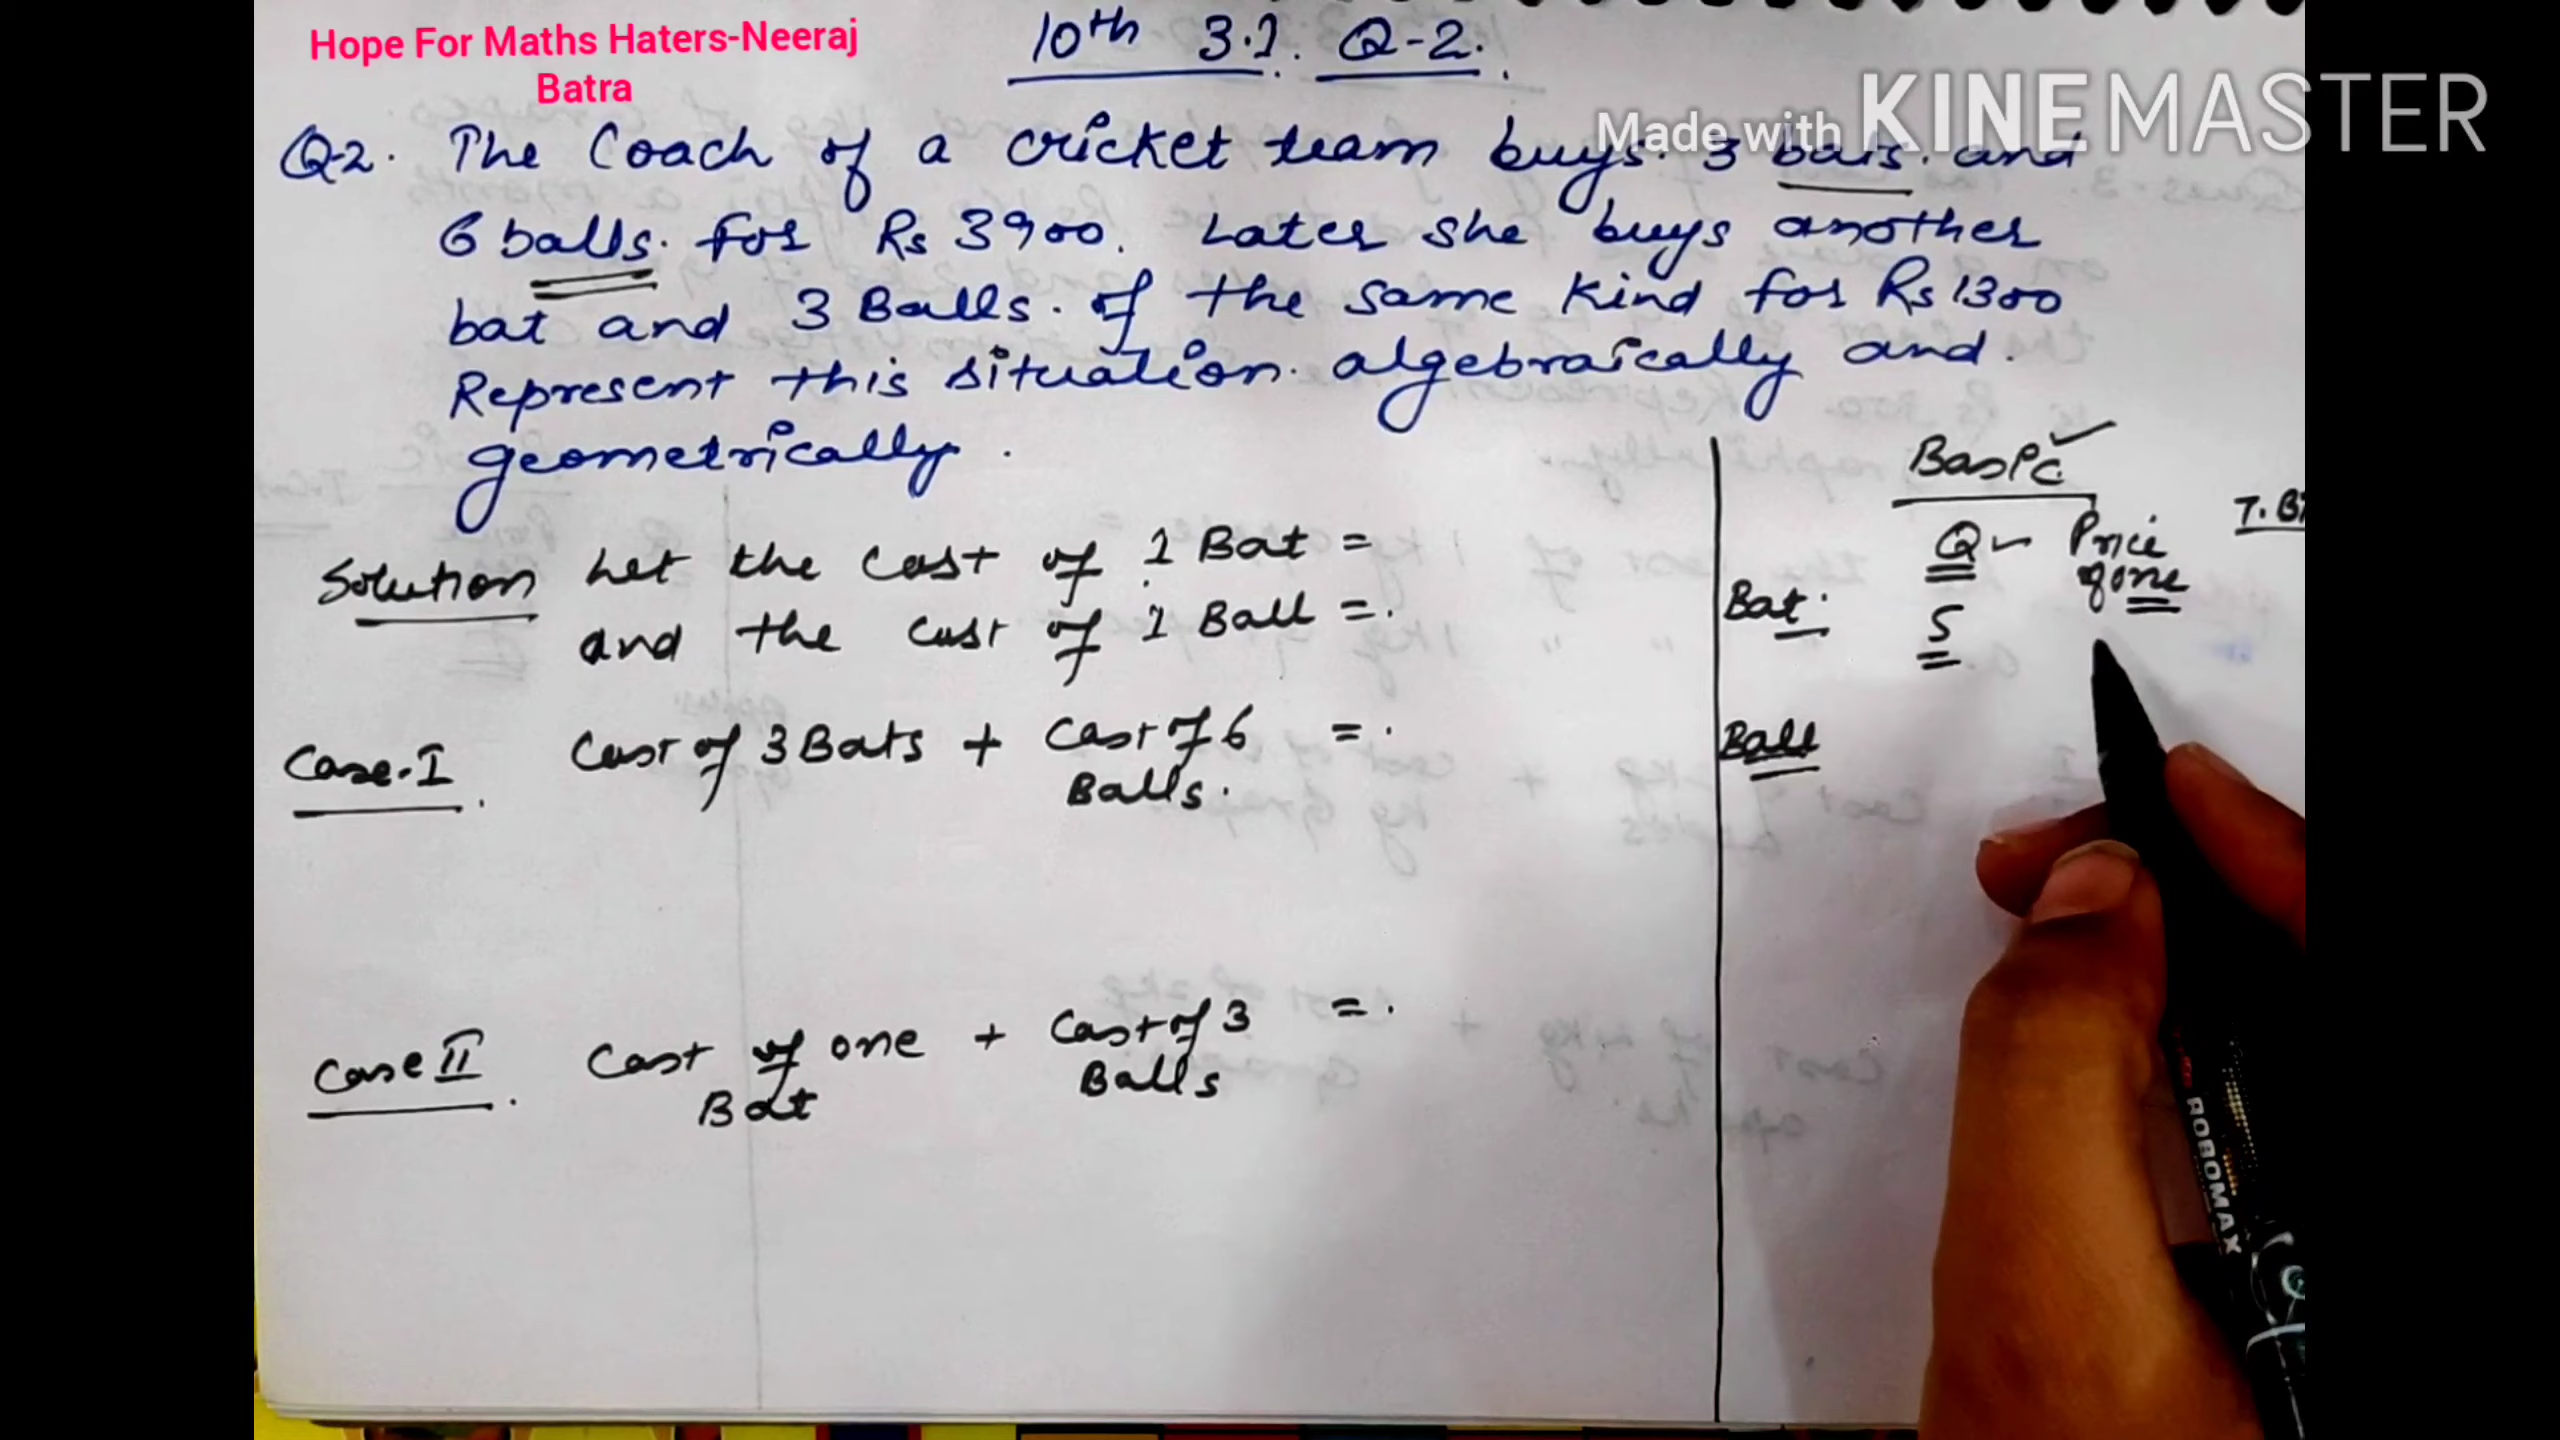 Hope For Maths Haters-Neeraj
Batra
10th 3.1. Q-2.
Made with KINEMASTER
Q-2. The Coach of a cricket team buys 3 bats and
6 balls for Rs 3900. Later she buys another
bat and 3 Balls of the same kind for Rs 1300
Represent this situation algebraically and
geometrically.
Solution Let the Cost of 1 Bat =
and the cost of 1 Ball =
Case-I Cost of 3 Bats + Cost of 6 =
Balls.
Case II Cost of one + Cost of 3 =
Bat Balls
Basic
Q Price T.
of one
Bat 5
Ball
ROBOMAX